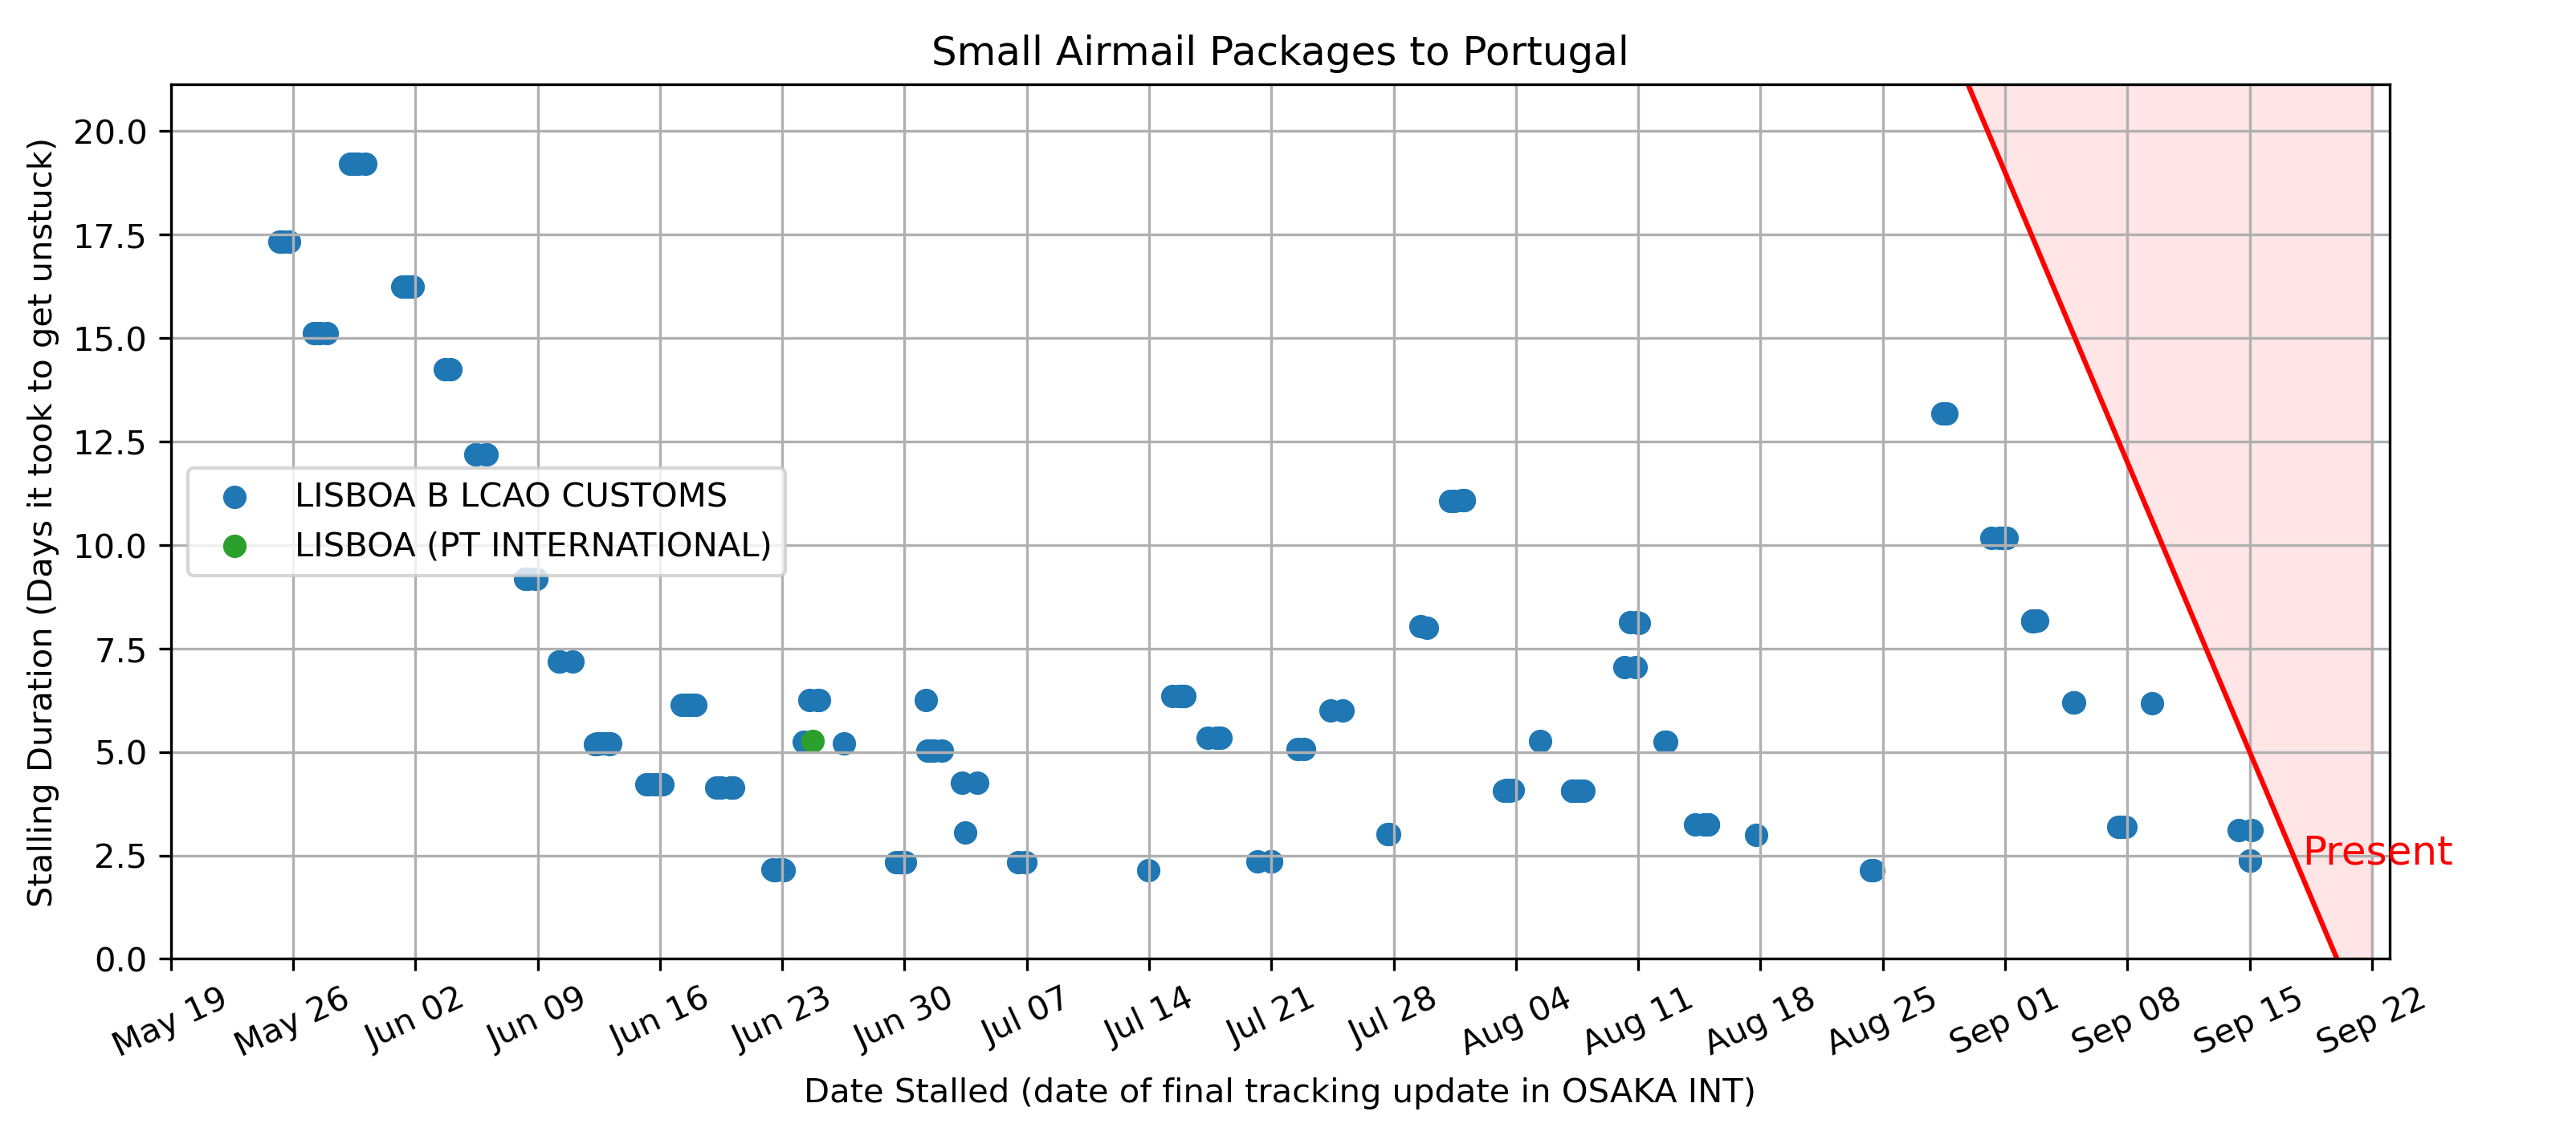 Small Airmail Packages to Portugal
Stalling Duration (Days it took to get unstuck)
20.0
17.5
15.0
12.5
10.0
7.5
5.0
2.5
0.0
LISBOA B LCAO CUSTOMS
LISBOA (PT INTERNATIONAL)
Present
May 19
May 26
Jun 02
Jun 09
Jun 16
Jun 23
Jun 30
Jul 07
Jul 14
Jul 21
Jul 28
Aug 04
Aug 11
Aug 18
Aug 25
Sep 01
Sep 08
Sep 15
Sep 22
Date Stalled (date of final tracking update in OSAKA INT)